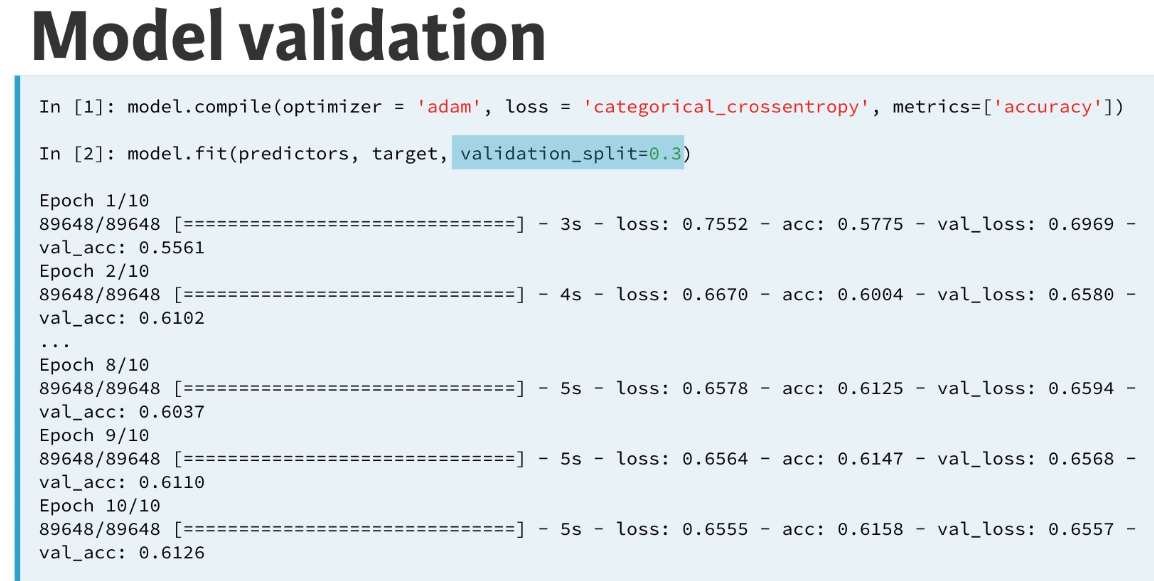 Model validation
In [1]: model.compile(optimizer = 'adam', loss = 'categorical_crossentropy', metrics=['accuracy'])
In [2]: model.fit(predictors, target, validation_split=0.3)
Epoch 1/10
89648/89648 [==============================] - 3s - loss: 0.7552 - acc: 0.5775 - val_loss: 0.6969 -
val_acc: 0.5561
Epoch 2/10
89648/89648 [==============================] - 4s - loss: 0.6670 - acc: 0.6004 - val_loss: 0.6580 -
val_acc: 0.6102
...
Epoch 8/10
89648/89648 [==============================] - 5s - loss: 0.6578 - acc: 0.6125 - val_loss: 0.6594 -
val_acc: 0.6037
Epoch 9/10
89648/89648 [==============================] - 5s - loss: 0.6564 - acc: 0.6147 - val_loss: 0.6568 -
val_acc: 0.6110
Epoch 10/10
89648/89648 [==============================] - 5s - loss: 0.6555 - acc: 0.6158 - val_loss: 0.6557 -
val_acc: 0.6126